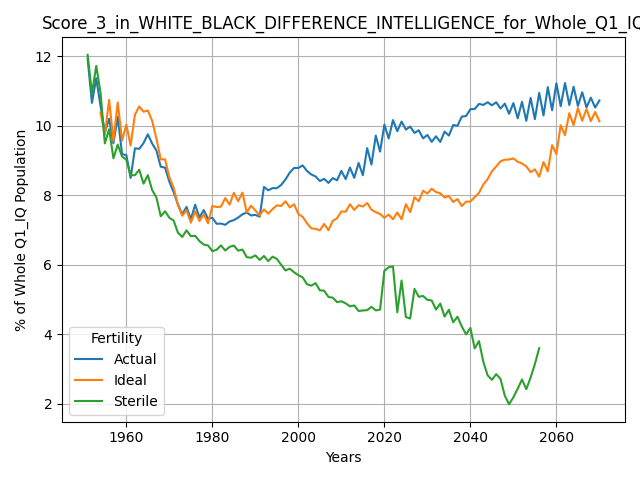 Score_3_in_WHITE_BLACK_DIFFERENCE_INTELLIGENCE_for_Whole_Q1_IQ
% of Whole Q1_IQ Population
12
10
8
6
4
2
Fertility
Actual
Ideal
Sterile
1960 1980 2000 2020 2040 2060
Years